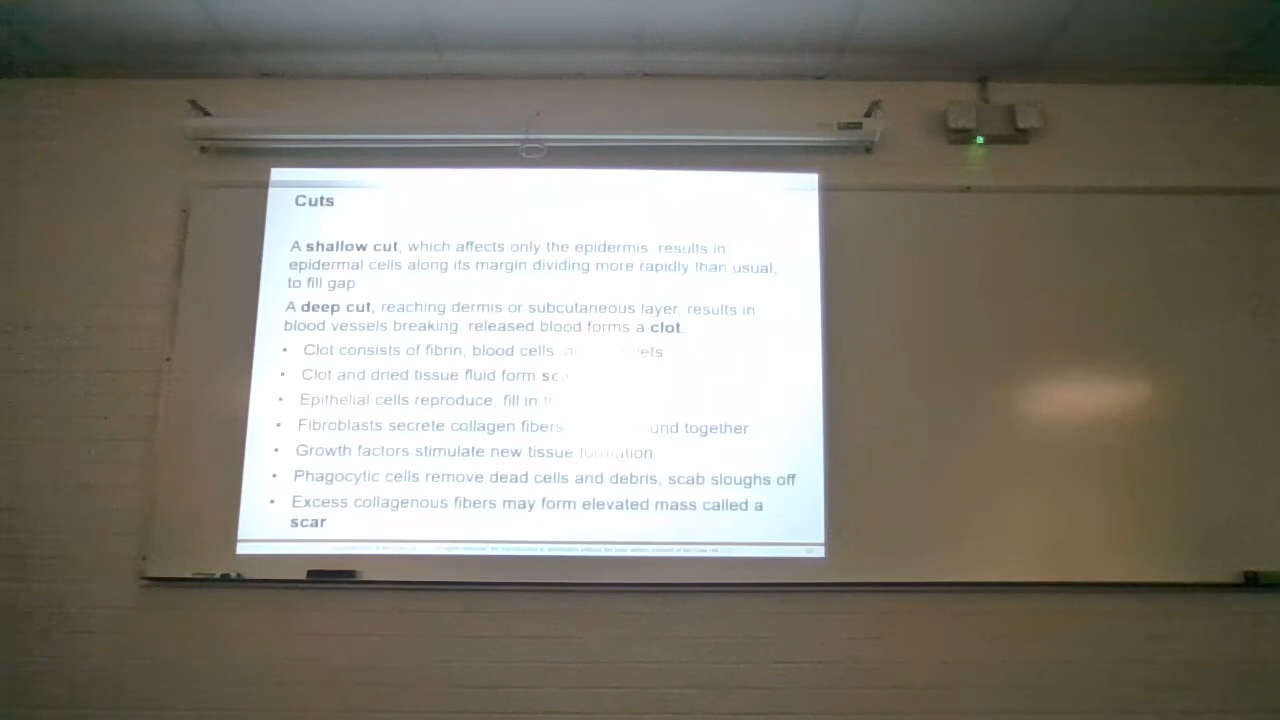 Cuts
A shallow cut, which affects only the epidermis, results in
epidermal cells along its margin dividing more rapidly than usual,
to fill gap
A deep cut, reaching dermis or subcutaneous layer, results in
blood vessels breaking, released blood forms a clot.
• Clot consists of fibrin, blood cells,
• Clot and dried tissue fluid form
• Epithelial cells reproduce, fill in
• Fibroblasts secrete collagen fibers together
• Growth factors stimulate new tissue formation
• Phagocytic cells remove dead cells and debris, scab sloughs off
• Excess collagenous fibers may form elevated mass called a
scar